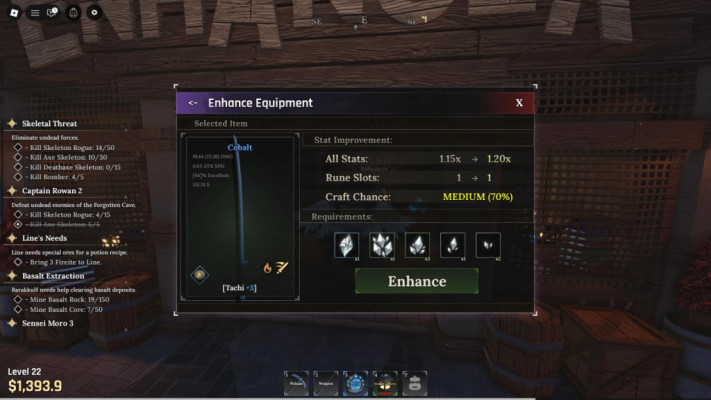 SE
E
NE
<-
Enhance Equipment
X
Selected Item
Cobalt
[Tachi +3]
Stat Improvement:
All Stats: 1.15x → 1.20x
Rune Slots: 1 → 1
Craft Chance: MEDIUM (70%)
Requirements:
Enhance
Skeletal Threat
Eliminate undead forces.
- Kill Skeleton Rogue: 14/50
- Kill Axe Skeleton: 10/30
- Kill Deathaxe Skeleton: 0/15
- Kill Bomber: 4/5
Captain Rowan 2
Defeat undead enemies of the Forgotten Cave.
- Kill Skeleton Rogue: 4/15
- Kill Axe Skeleton: 5/5
Line's Needs
Line needs special ores for a potion recipe.
- Bring 3 Fireite to Line.
Basalt Extraction
Barakkulf needs help clearing basalt deposits.
- Mine Basalt Rock: 19/150
- Mine Basalt Core: 7/50
Sensei Moro 3
Level 22
$1,393.9
Pickaxe
Weapon